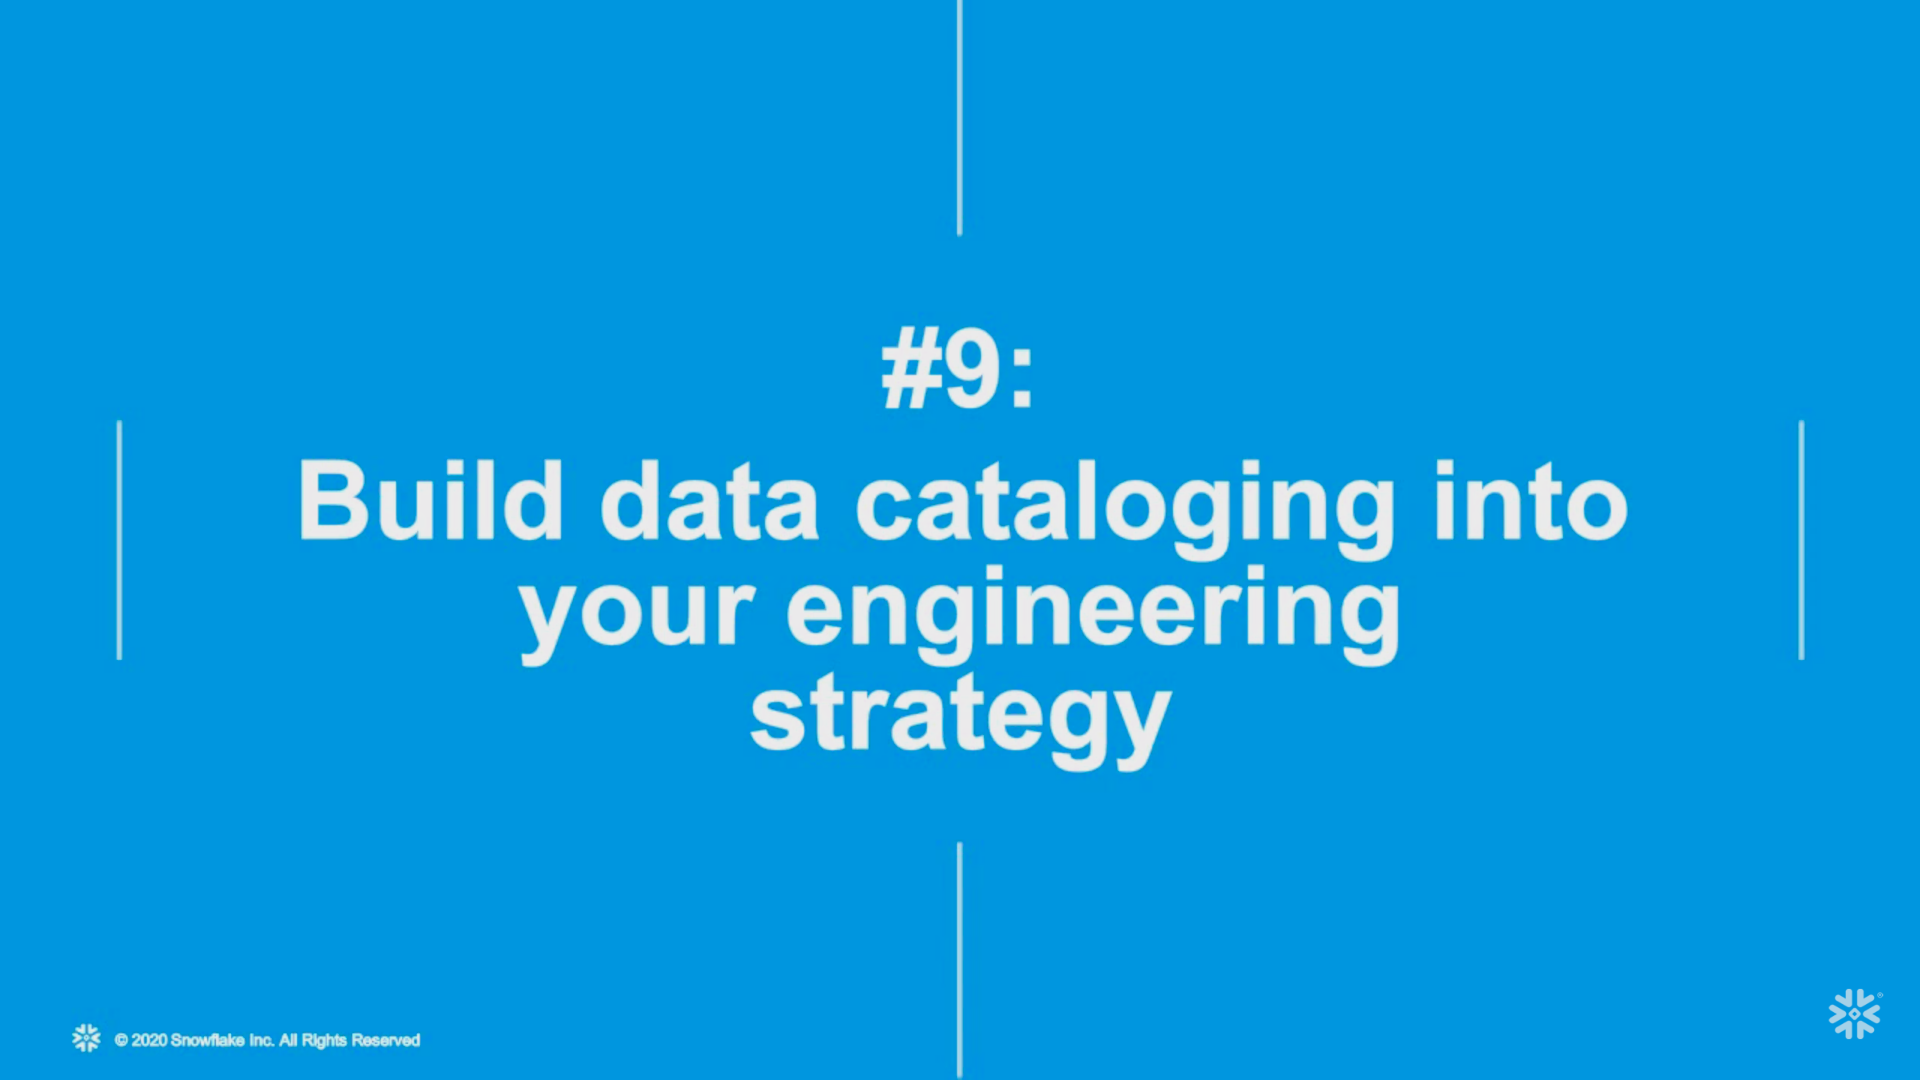 #9:
Build data cataloging into
your engineering
strategy
© 2020 Snowflake Inc. All Rights Reserved